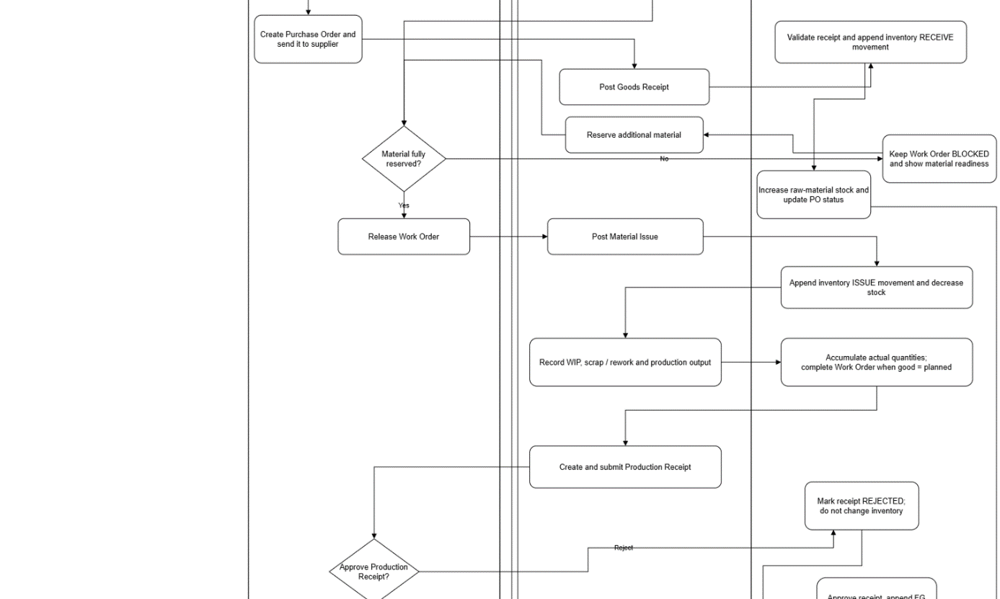 Create Purchase Order and
send it to supplier
Validate receipt and append inventory RECEIVE
movement
Post Goods Receipt
Reserve additional material
Material fully
reserved?
No
Keep Work Order BLOCKED
and show material readiness
Increase raw-material stock and
update PO status
Yes
Release Work Order
Post Material Issue
Append inventory ISSUE movement and decrease
stock
Record WIP, scrap / rework and production output
Accumulate actual quantities;
complete Work Order when good = planned
Create and submit Production Receipt
Mark receipt REJECTED;
do not change inventory
Reject
Approve Production
Receipt?
Approve receipt, append FG